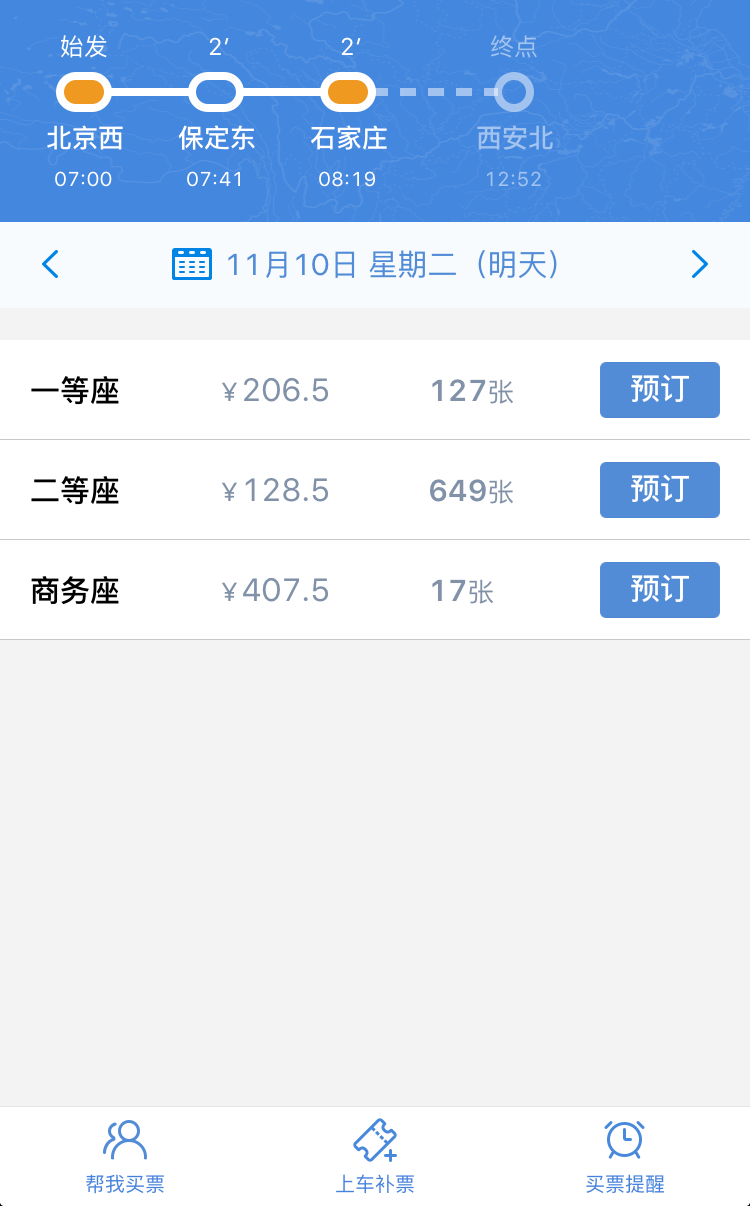 始发 2′ 2′ 终点
北京西 保定东 石家庄 西安北
07:00 07:41 08:19 12:52
11月10日 星期二（明天）
一等座 ¥206.5 127张 预订
二等座 ¥128.5 649张 预订
商务座 ¥407.5 17张 预订
帮我买票 上车补票 买票提醒